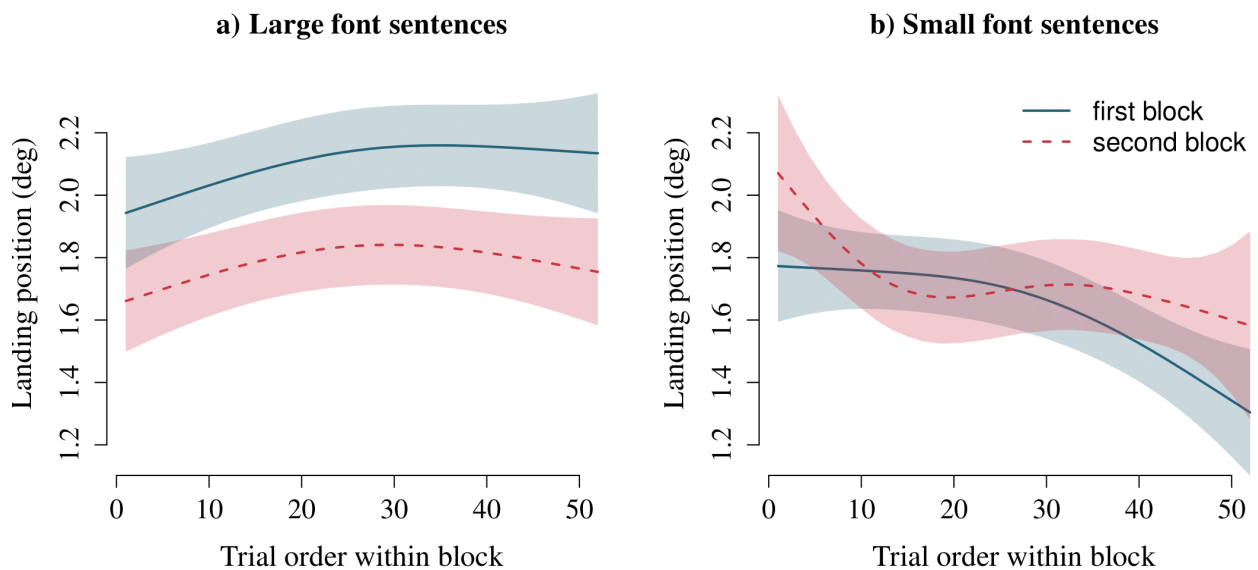 a) Large font sentences
Landing position (deg)
2.2
2.0
1.8
1.6
1.4
1.2
0 10 20 30 40 50
Trial order within block
b) Small font sentences
first block
second block
Landing position (deg)
2.2
2.0
1.8
1.6
1.4
1.2
0 10 20 30 40 50
Trial order within block